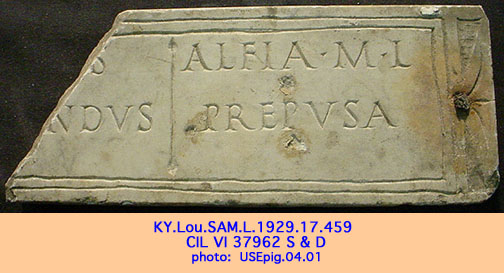 NDVS
ALFIA·M·L
PREPVSA
KY.Lou.SAM.L.1929.17.459
CIL VI 37962 S & D
photo: USEpig.04.01